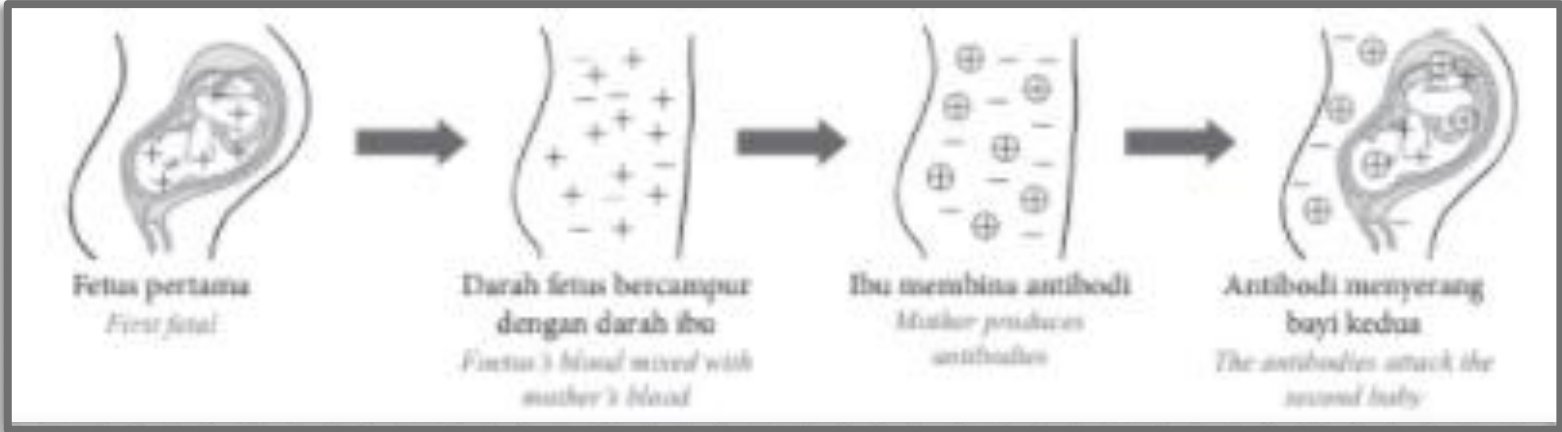 Fetus pertama
First fetal
Darah fetus bercampur
dengan darah ibu
Foetus's blood mixed with
mother's blood
Ibu membina antibodi
Mother produces
antibodies
Antibodi menyerang
bayi kedua
The antibodies attack the
second baby